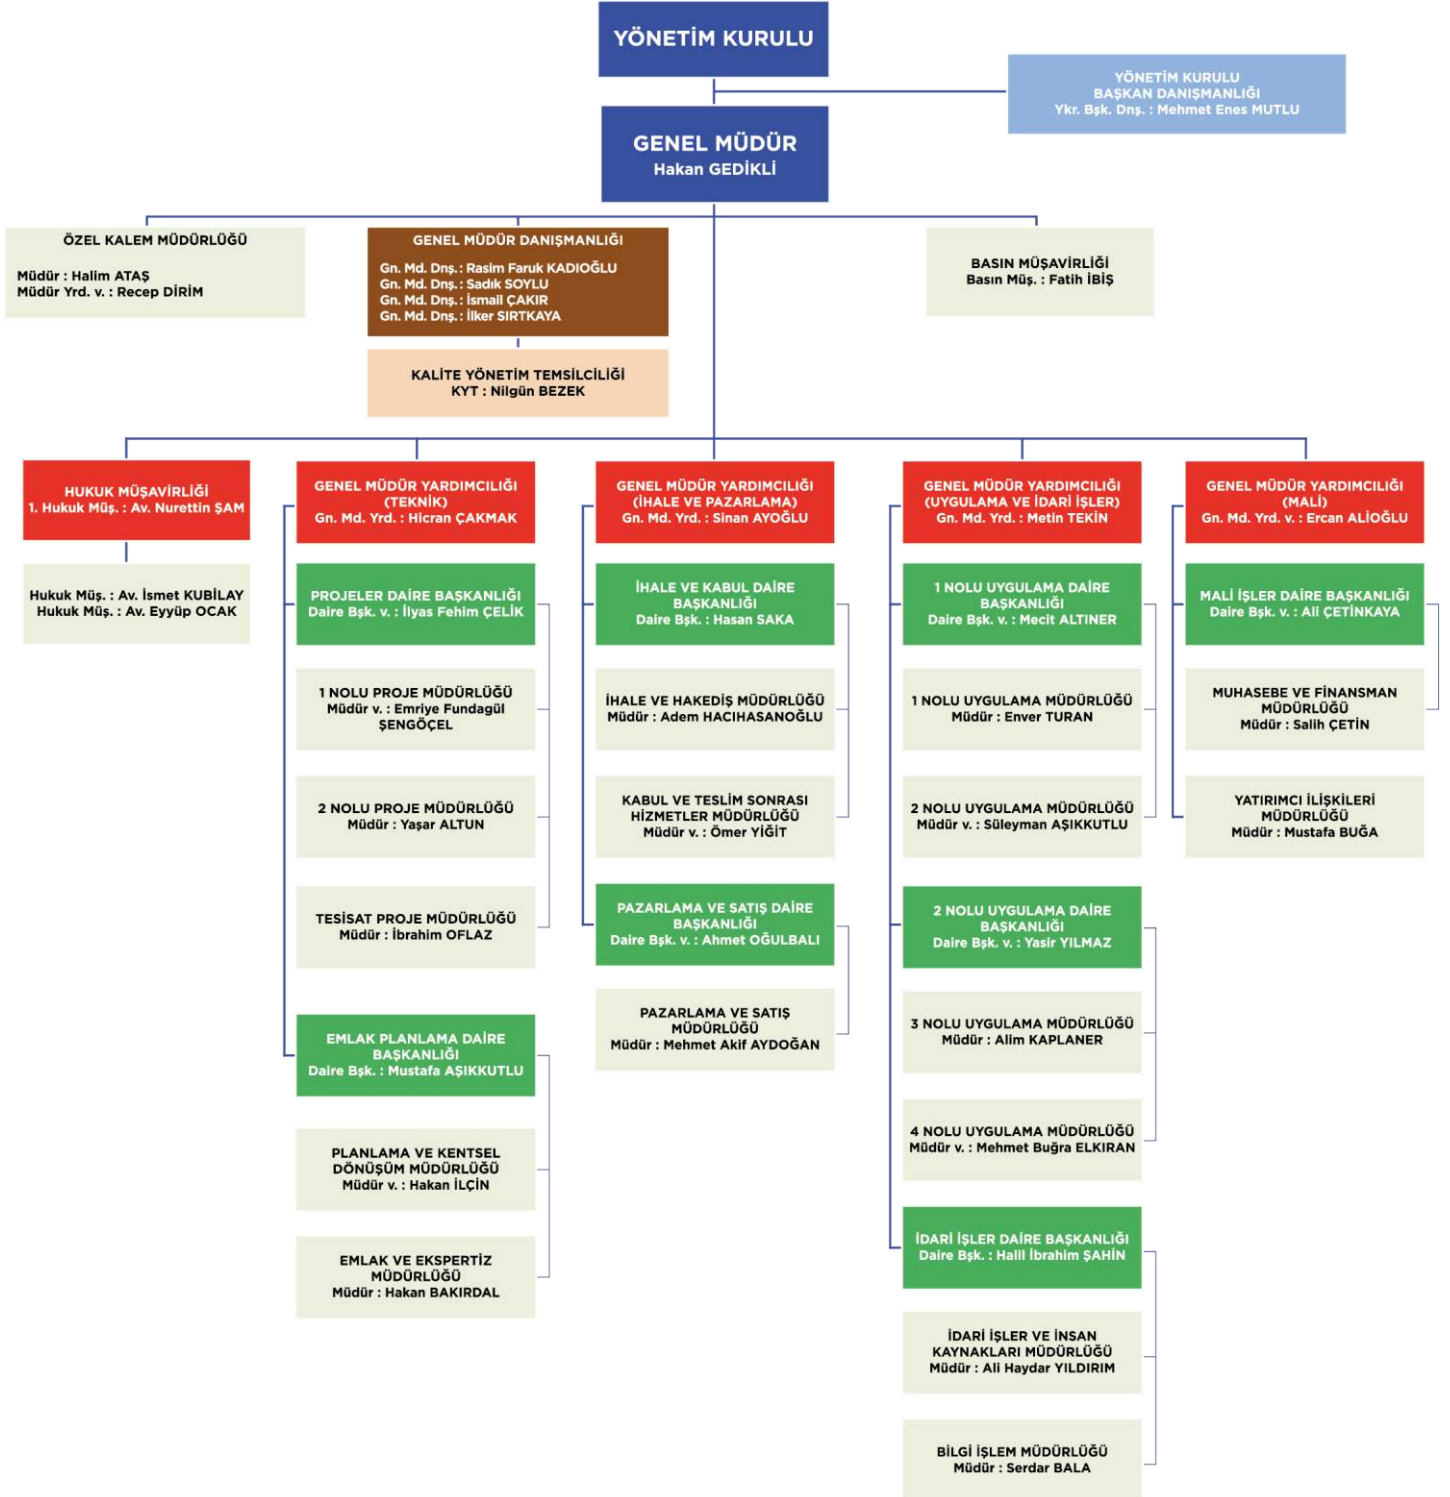 YÖNETİM KURULU
YÖNETİM KURULU
BAŞKAN DANIŞMANLIĞI
Ykr. Bşk. Dnş. : Mehmet Enes MUTLU
GENEL MÜDÜR
Hakan GEDİKLİ
ÖZEL KALEM MÜDÜRLÜĞÜ
Müdür : Halim ATAŞ
Müdür Yrd. v. : Recep DİRİM
GENEL MÜDÜR DANIŞMANLIĞI
Gn. Md. Dnş. : Rasim Faruk KADIOĞLU
Gn. Md. Dnş. : Sadık SOYLU
Gn. Md. Dnş. : İsmail ÇAKIR
Gn. Md. Dnş. : İlker SIRTKAYA
BASIN MÜŞAVİRLİĞİ
Basın Müş. : Fatih İBİŞ
KALİTE YÖNETİM TEMSİLCİLİĞİ
KYT : Nilgün BEZEK
HUKUK MÜŞAVİRLİĞİ
1. Hukuk Müş. : Av. Nurettin ŞAM
Hukuk Müş. : Av. İsmet KUBİLAY
Hukuk Müş. : Av. Eyyüp OCAK
GENEL MÜDÜR YARDIMCILIĞI
(TEKNİK)
Gn. Md. Yrd. : Hicran ÇAKMAK
PROJELER DAİRE BAŞKANLIĞI
Daire Bşk. v. : İlyas Fehim ÇELİK
1 NOLU PROJE MÜDÜRLÜĞÜ
Müdür v. : Emriye Fundagül
ŞENGÖÇEL
2 NOLU PROJE MÜDÜRLÜĞÜ
Müdür : Yaşar ALTUN
TESİSAT PROJE MÜDÜRLÜĞÜ
Müdür : İbrahim OFLAZ
EMLAK PLANLAMA DAİRE
BAŞKANLIĞI
Daire Bşk. : Mustafa AŞIKKUTLU
PLANLAMA VE KENTSEL
DÖNÜŞÜM MÜDÜRLÜĞÜ
Müdür v. : Hakan İLÇİN
EMLAK VE EKSPERTİZ
MÜDÜRLÜĞÜ
Müdür : Hakan BAKIRDAL
GENEL MÜDÜR YARDIMCILIĞI
(İHALE VE PAZARLAMA)
Gn. Md. Yrd. : Sinan AYOĞLU
İHALE VE KABUL DAİRE
BAŞKANLIĞI
Daire Bşk. : Hasan SAKA
İHALE VE HAKEDİŞ MÜDÜRLÜĞÜ
Müdür : Adem HACIHASANOĞLU
KABUL VE TESLİM SONRASI
HİZMETLER MÜDÜRLÜĞÜ
Müdür v. : Ömer YİĞİT
PAZARLAMA VE SATIŞ DAİRE
BAŞKANLIĞI
Daire Bşk. v. : Ahmet OĞULBALI
PAZARLAMA VE SATIŞ
MÜDÜRLÜĞÜ
Müdür : Mehmet Akif AYDOĞAN
GENEL MÜDÜR YARDIMCILIĞI
(UYGULAMA VE İDARİ İŞLER)
Gn. Md. Yrd. : Metin TEKİN
1 NOLU UYGULAMA DAİRE
BAŞKANLIĞI
Daire Bşk. v. : Mecit ALTINER
1 NOLU UYGULAMA MÜDÜRLÜĞÜ
Müdür : Enver TURAN
2 NOLU UYGULAMA MÜDÜRLÜĞÜ
Müdür v. : Süleyman AŞIKKUTLU
2 NOLU UYGULAMA DAİRE
BAŞKANLIĞI
Daire Bşk. v. : Yasir YILMAZ
3 NOLU UYGULAMA MÜDÜRLÜĞÜ
Müdür : Alim KAPLANER
4 NOLU UYGULAMA MÜDÜRLÜĞÜ
Müdür v. : Mehmet Buğra ELKIRAN
İDARİ İŞLER DAİRE BAŞKANLIĞI
Daire Bşk. : Halil İbrahim ŞAHİN
İDARİ İŞLER VE İNSAN
KAYNAKLARI MÜDÜRLÜĞÜ
Müdür : Ali Haydar YILDIRIM
BİLGİ İŞLEM MÜDÜRLÜĞÜ
Müdür : Serdar BALA
GENEL MÜDÜR YARDIMCILIĞI
(MALİ)
Gn. Md. Yrd. v. : Ercan ALİOĞLU
MALİ İŞLER DAİRE BAŞKANLIĞI
Daire Bşk. v. : Ali ÇETİNKAYA
MUHASEBE VE FİNANSMAN
MÜDÜRLÜĞÜ
Müdür : Salih ÇETİN
YATIRIMCI İLİŞKİLERİ
MÜDÜRLÜĞÜ
Müdür : Mustafa BUĞA